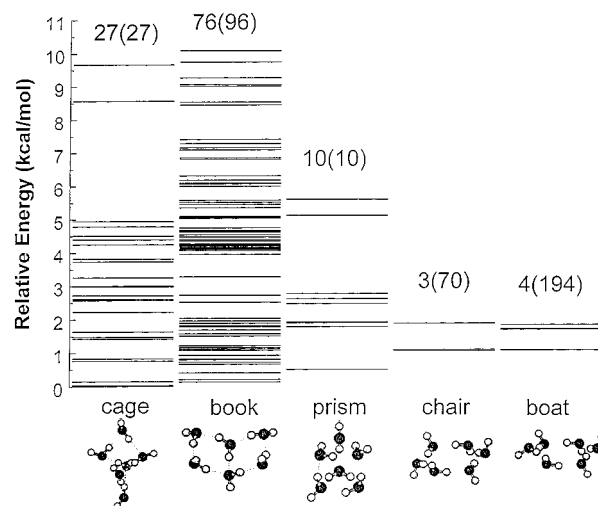 27(27)
76(96)
10(10)
3(70)
4(194)
Relative Energy (kcal/mol)
11
10
9
8
7
6
5
4
3
2
1
0
cage
book
prism
chair
boat